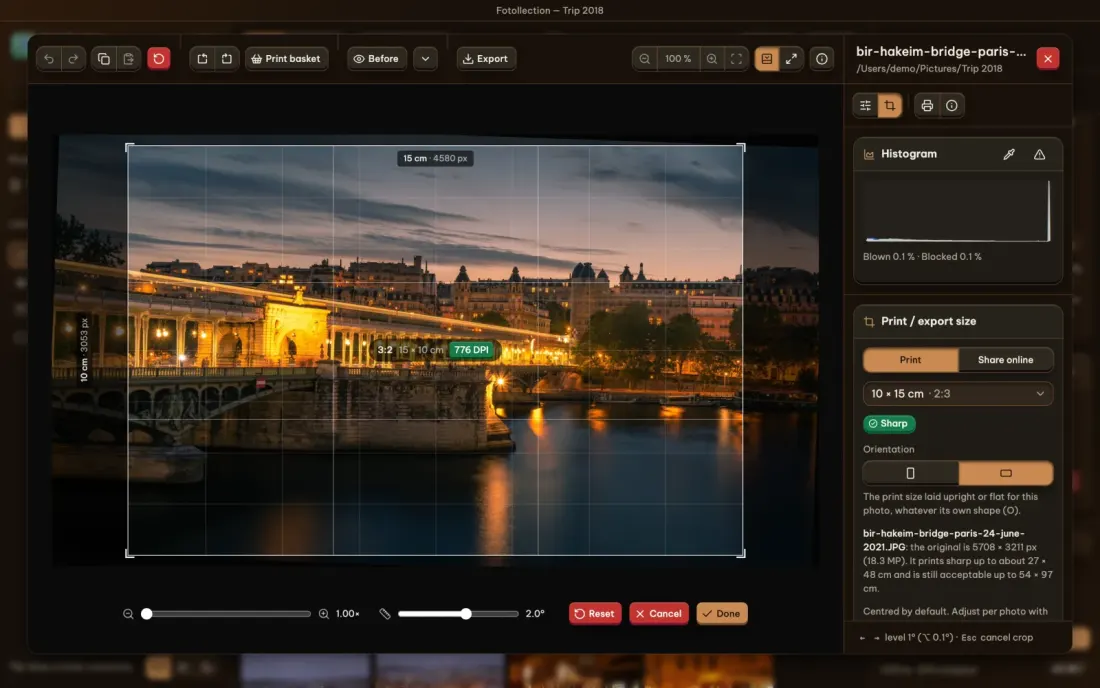 Fotollection — Trip 2018
Print basket
Before
Export
100 %
bir-hakeim-bridge-paris-...
/Users/demo/Pictures/Trip 2018
Histogram
Blown 0.1 % · Blocked 0.1 %
15 cm · 4580 px
10 cm · 3053 px
3:2 15 × 10 cm 776 DPI
Print / export size
Print
Share online
10 × 15 cm · 2:3
Sharp
Orientation
The print size laid upright or flat for this
photo, whatever its own shape (O).
bir-hakeim-bridge-paris-24-june-
2021.JPG: the original is 5708 × 3211 px
(18.3 MP). It prints sharp up to about 27 ×
48 cm and is still acceptable up to 54 × 97
cm.
Centred by default. Adjust per photo with
1.00×
2.0°
Reset
Cancel
Done
← → level 1° (⌥ 0.1°) · Esc cancel crop